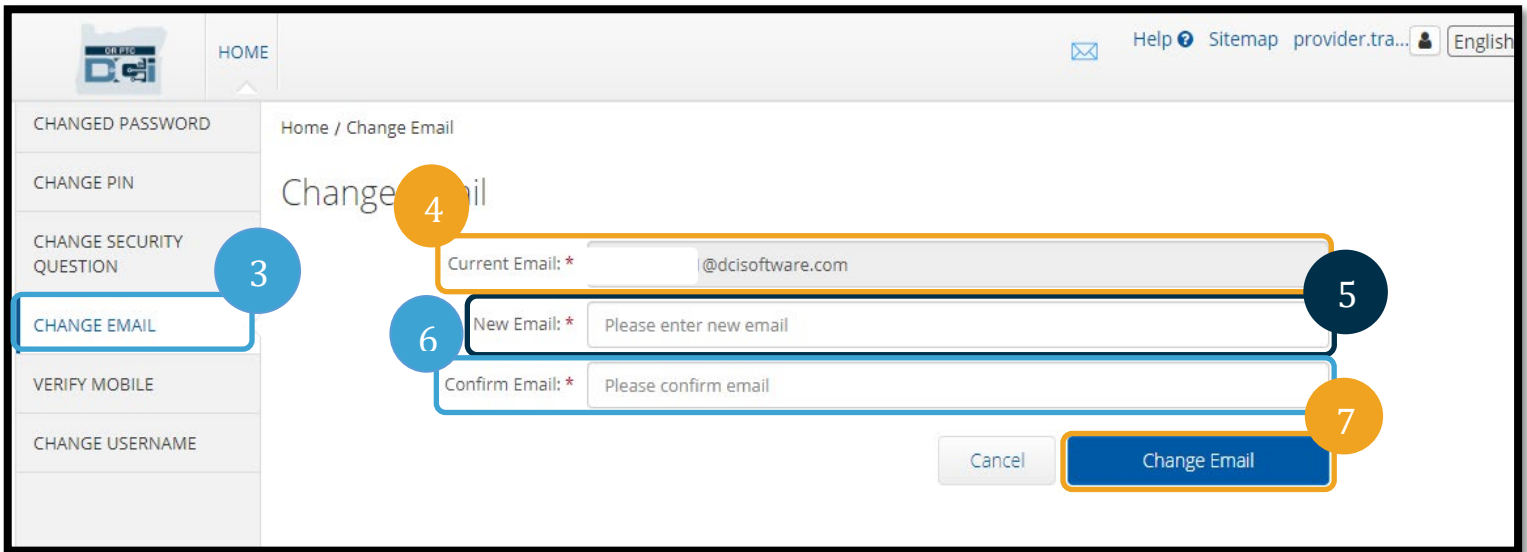 OR PTC
DCI
HOME
Help ? Sitemap provider.tra... English
CHANGED PASSWORD
Home / Change Email
CHANGE PIN
Change il
4
CHANGE SECURITY
QUESTION
3
Current Email: * @dcisoftware.com
5
CHANGE EMAIL
6
New Email: * Please enter new email
VERIFY MOBILE
Confirm Email: * Please confirm email
7
CHANGE USERNAME
Cancel Change Email